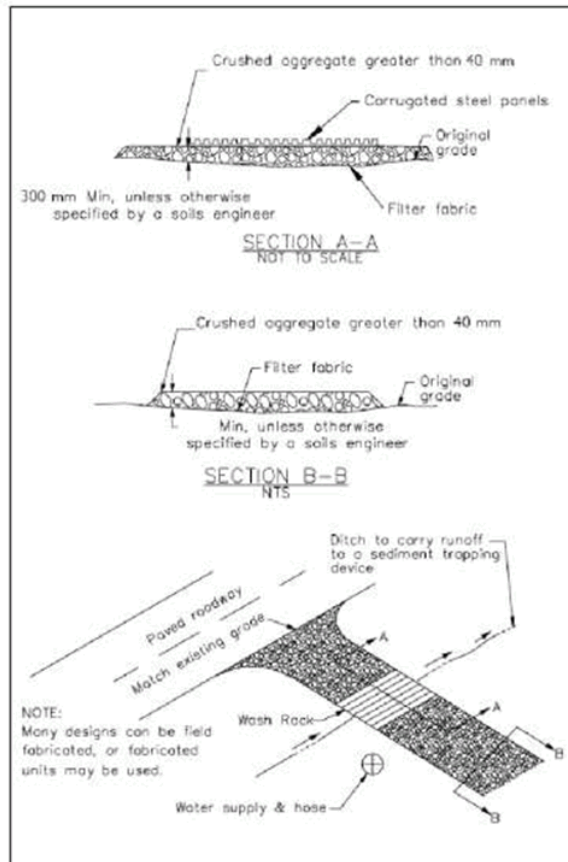 Crushed aggregate greater than 40 mm
Corrugated steel panels
Original
grade
300 mm Min, unless otherwise
specified by a soils engineer
Filter fabric
SECTION A-A
NOT TO SCALE
Crushed aggregate greater than 40 mm
Filter fabric
Original
grade
Min, unless otherwise
specified by a soils engineer
SECTION B-B
NTS
Ditch to carry runoff
to a sediment trapping
device
Paved roadway
Match existing grade
A
A
Wash Rack
B
B
NOTE:
Many designs can be field
fabricated, or fabricated
units may be used.
Water supply & hose